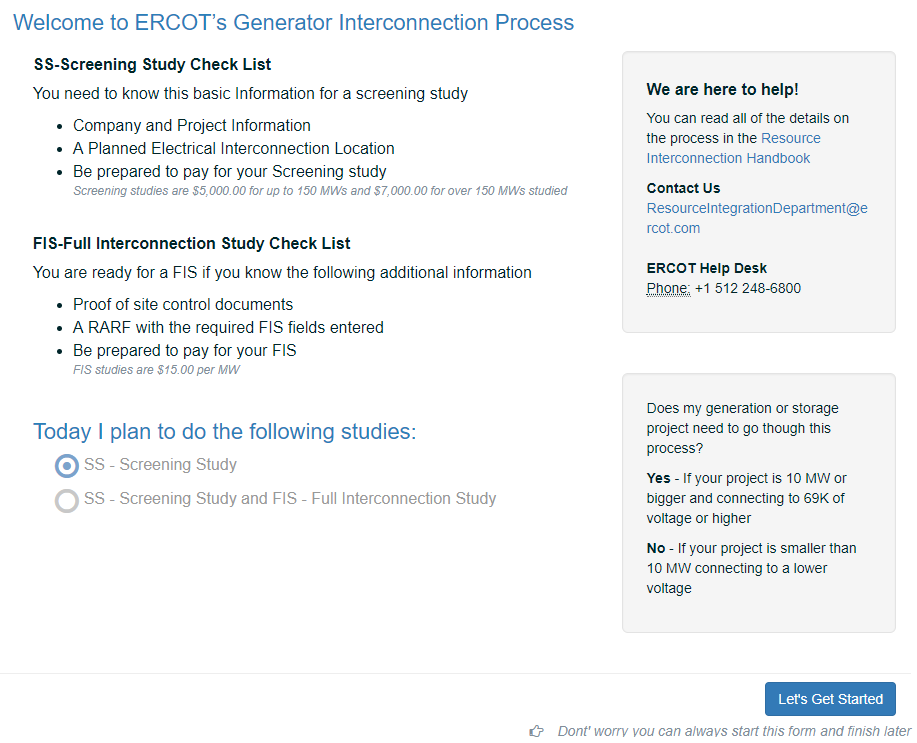 Welcome to ERCOT’s Generator Interconnection Process
SS-Screening Study Check List
You need to know this basic Information for a screening study
• Company and Project Information
• A Planned Electrical Interconnection Location
• Be prepared to pay for your Screening study
Screening studies are $5,000.00 for up to 150 MWs and $7,000.00 for over 150 MWs studied
FIS-Full Interconnection Study Check List
You are ready for a FIS if you know the following additional information
• Proof of site control documents
• A RARF with the required FIS fields entered
• Be prepared to pay for your FIS
FIS studies are $15.00 per MW
Today I plan to do the following studies:
SS - Screening Study
SS - Screening Study and FIS - Full Interconnection Study
We are here to help!
You can read all of the details on
the process in the Resource
Interconnection Handbook
Contact Us
ResourceIntegrationDepartment@e
rcot.com
ERCOT Help Desk
Phone: +1 512 248-6800
Does my generation or storage
project need to go though this
process?
Yes - If your project is 10 MW or
bigger and connecting to 69K of
voltage or higher
No - If your project is smaller than
10 MW connecting to a lower
voltage
Let's Get Started
Dont' worry you can always start this form and finish later